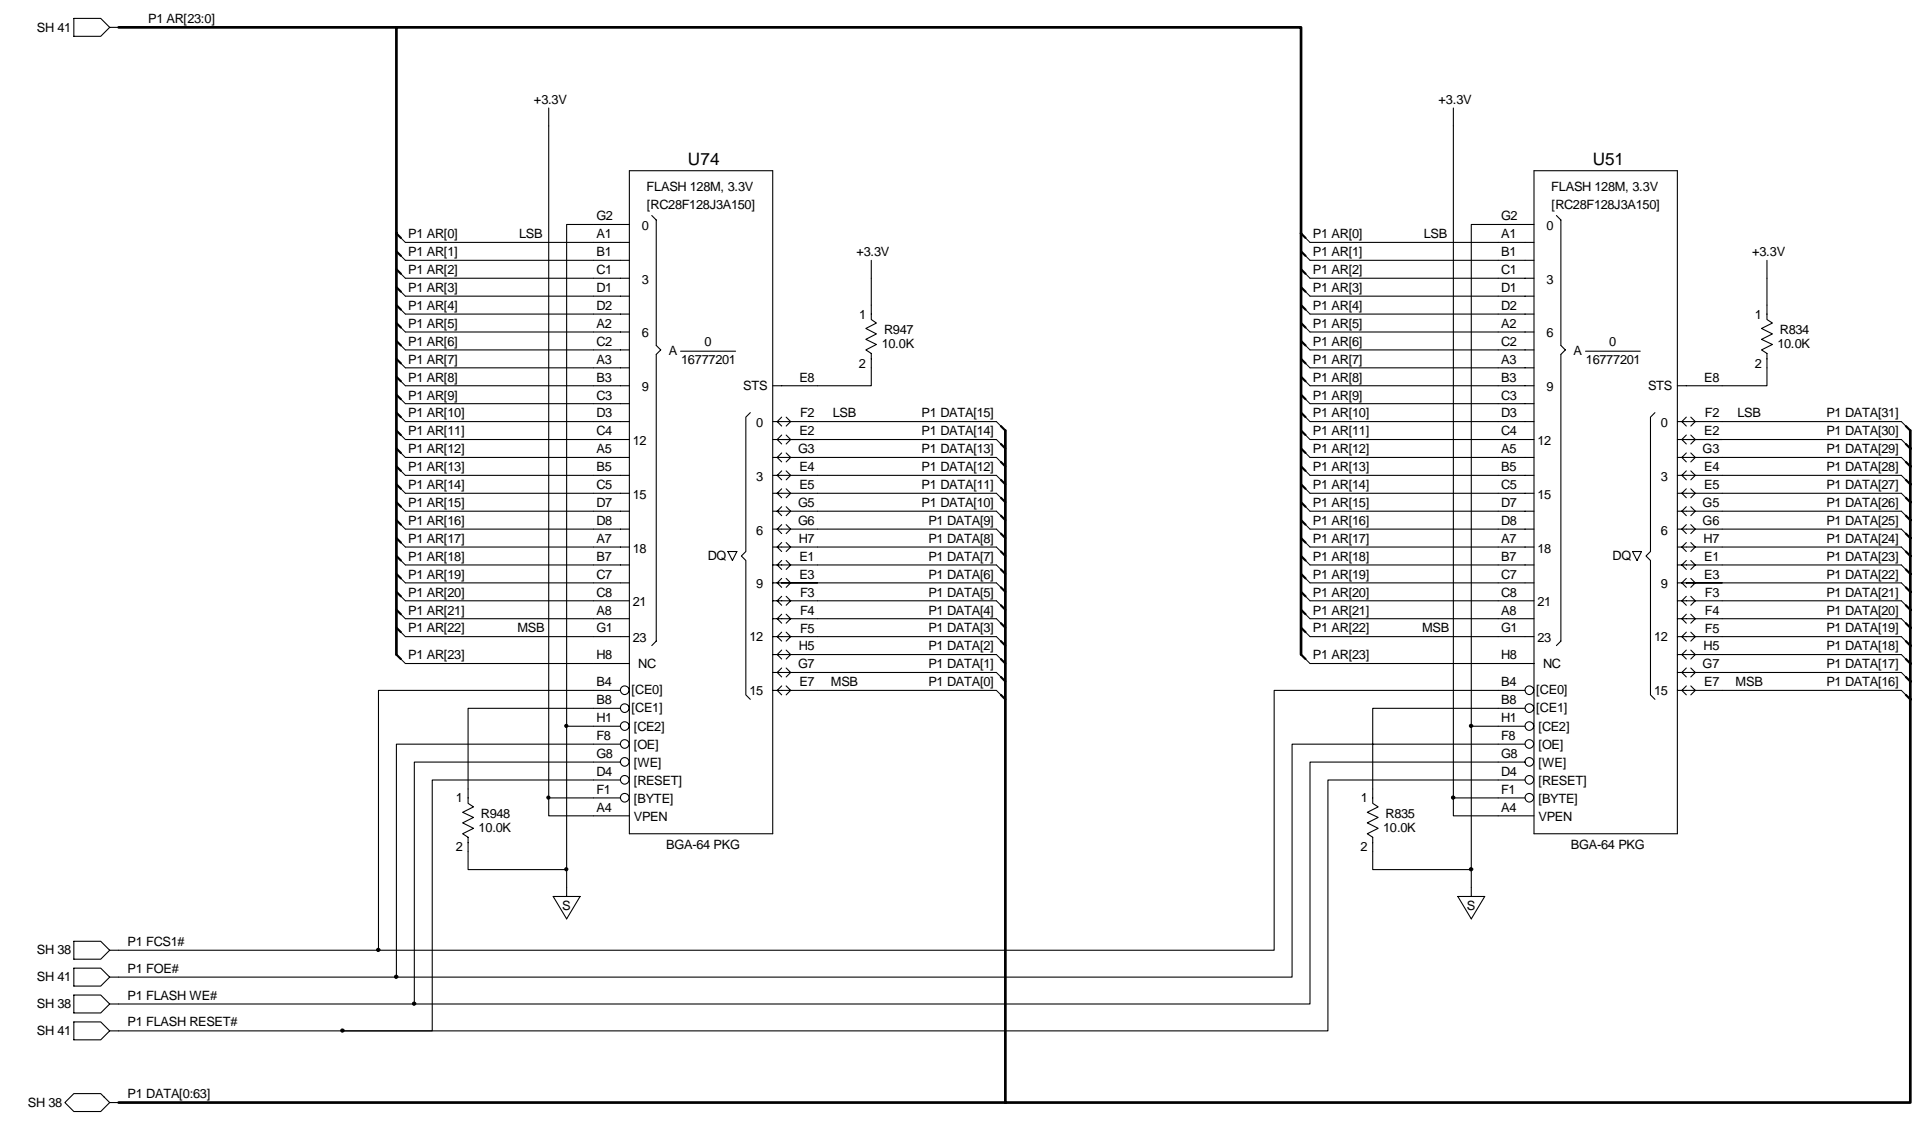 SH 41 P1 AR[23:0]
+3.3V
+3.3V
U74
U51
FLASH 128M, 3.3V
[RC28F128J3A150]
FLASH 128M, 3.3V
[RC28F128J3A150]
G2 0
P1 AR[0] LSB A1
P1 AR[1] B1
P1 AR[2] C1 3
P1 AR[3] D1
P1 AR[4] D2
P1 AR[5] A2 6
P1 AR[6] C2
P1 AR[7] A3
P1 AR[8] B3 9
P1 AR[9] C3
P1 AR[10] D3
P1 AR[11] C4 12
P1 AR[12] A5
P1 AR[13] B5
P1 AR[14] C5 15
P1 AR[15] D7
P1 AR[16] D8
P1 AR[17] A7 18
P1 AR[18] B7
P1 AR[19] C7
P1 AR[20] C8 21
P1 AR[21] A8
P1 AR[22] MSB G1 23
P1 AR[23] H8 NC
B4 [CE0]
B8 [CE1]
H1 [CE2]
F8 [OE]
G8 [WE]
D4 [RESET]
F1 [BYTE]
A4 VPEN
A 0
16777201
+3.3V
1
R947
10.0K
2
STS E8
DQ
0 F2 LSB P1 DATA[15]
E2 P1 DATA[14]
G3 P1 DATA[13]
3 E4 P1 DATA[12]
E5 P1 DATA[11]
G5 P1 DATA[10]
6 G6 P1 DATA[9]
H7 P1 DATA[8]
E1 P1 DATA[7]
9 E3 P1 DATA[6]
F3 P1 DATA[5]
F4 P1 DATA[4]
12 F5 P1 DATA[3]
H5 P1 DATA[2]
G7 P1 DATA[1]
15 E7 MSB P1 DATA[0]
1
R948
10.0K
2
BGA-64 PKG
S
G2 0
P1 AR[0] LSB A1
P1 AR[1] B1
P1 AR[2] C1 3
P1 AR[3] D1
P1 AR[4] D2
P1 AR[5] A2 6
P1 AR[6] C2
P1 AR[7] A3
P1 AR[8] B3 9
P1 AR[9] C3
P1 AR[10] D3
P1 AR[11] C4 12
P1 AR[12] A5
P1 AR[13] B5
P1 AR[14] C5 15
P1 AR[15] D7
P1 AR[16] D8
P1 AR[17] A7 18
P1 AR[18] B7
P1 AR[19] C7
P1 AR[20] C8 21
P1 AR[21] A8
P1 AR[22] MSB G1 23
P1 AR[23] H8 NC
B4 [CE0]
B8 [CE1]
H1 [CE2]
F8 [OE]
G8 [WE]
D4 [RESET]
F1 [BYTE]
A4 VPEN
A 0
16777201
+3.3V
1
R834
10.0K
2
STS E8
DQ
0 F2 LSB P1 DATA[31]
E2 P1 DATA[30]
G3 P1 DATA[29]
3 E4 P1 DATA[28]
E5 P1 DATA[27]
G5 P1 DATA[26]
6 G6 P1 DATA[25]
H7 P1 DATA[24]
E1 P1 DATA[23]
9 E3 P1 DATA[22]
F3 P1 DATA[21]
F4 P1 DATA[20]
12 F5 P1 DATA[19]
H5 P1 DATA[18]
G7 P1 DATA[17]
15 E7 MSB P1 DATA[16]
1
R835
10.0K
2
BGA-64 PKG
S
SH 38 P1 FCS1#
SH 41 P1 FOE#
SH 38 P1 FLASH WE#
SH 41 P1 FLASH RESET#
SH 38 P1 DATA[0:63]